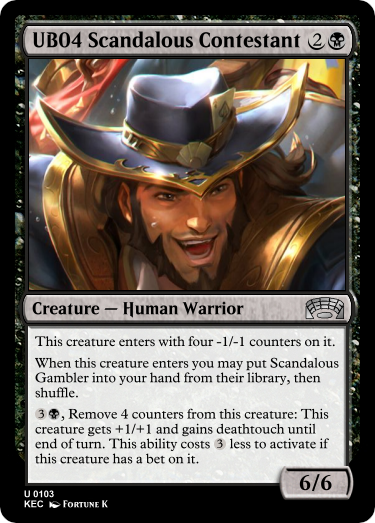 UB04 Scandalous Contestant 2
Creature — Human Warrior
This creature enters with four -1/-1 counters on it.
When this creature enters you may put Scandalous
Gambler into your hand from their library, then
shuffle.
3, Remove 4 counters from this creature: This
creature gets +1/+1 and gains deathtouch until
end of turn. This ability costs 3 less to activate if
this creature has a bet on it.
6/6
U 0103
KEC Fortune K